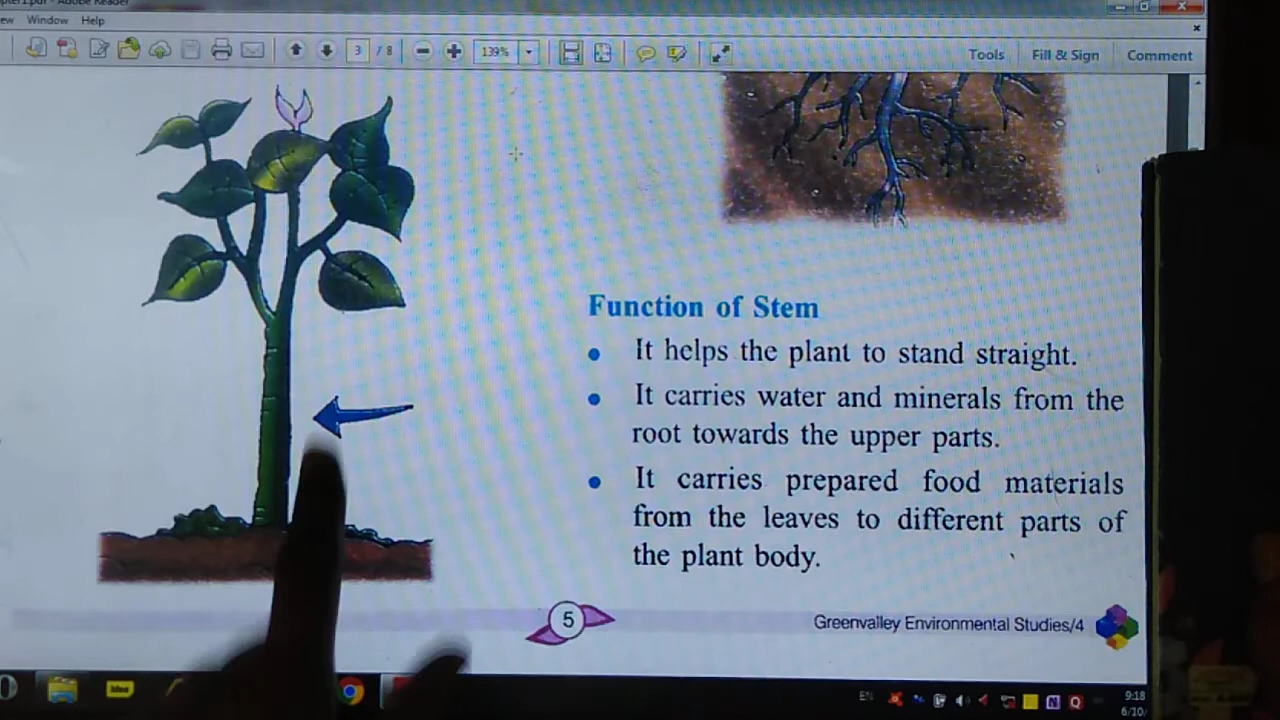 Window Help
3 / 8
139%
Tools Fill & Sign Comment
Function of Stem
• It helps the plant to stand straight.
• It carries water and minerals from the
root towards the upper parts.
• It carries prepared food materials
from the leaves to different parts of
the plant body.
5
Greenvalley Environmental Studies/4
EN
9:18
6/10/